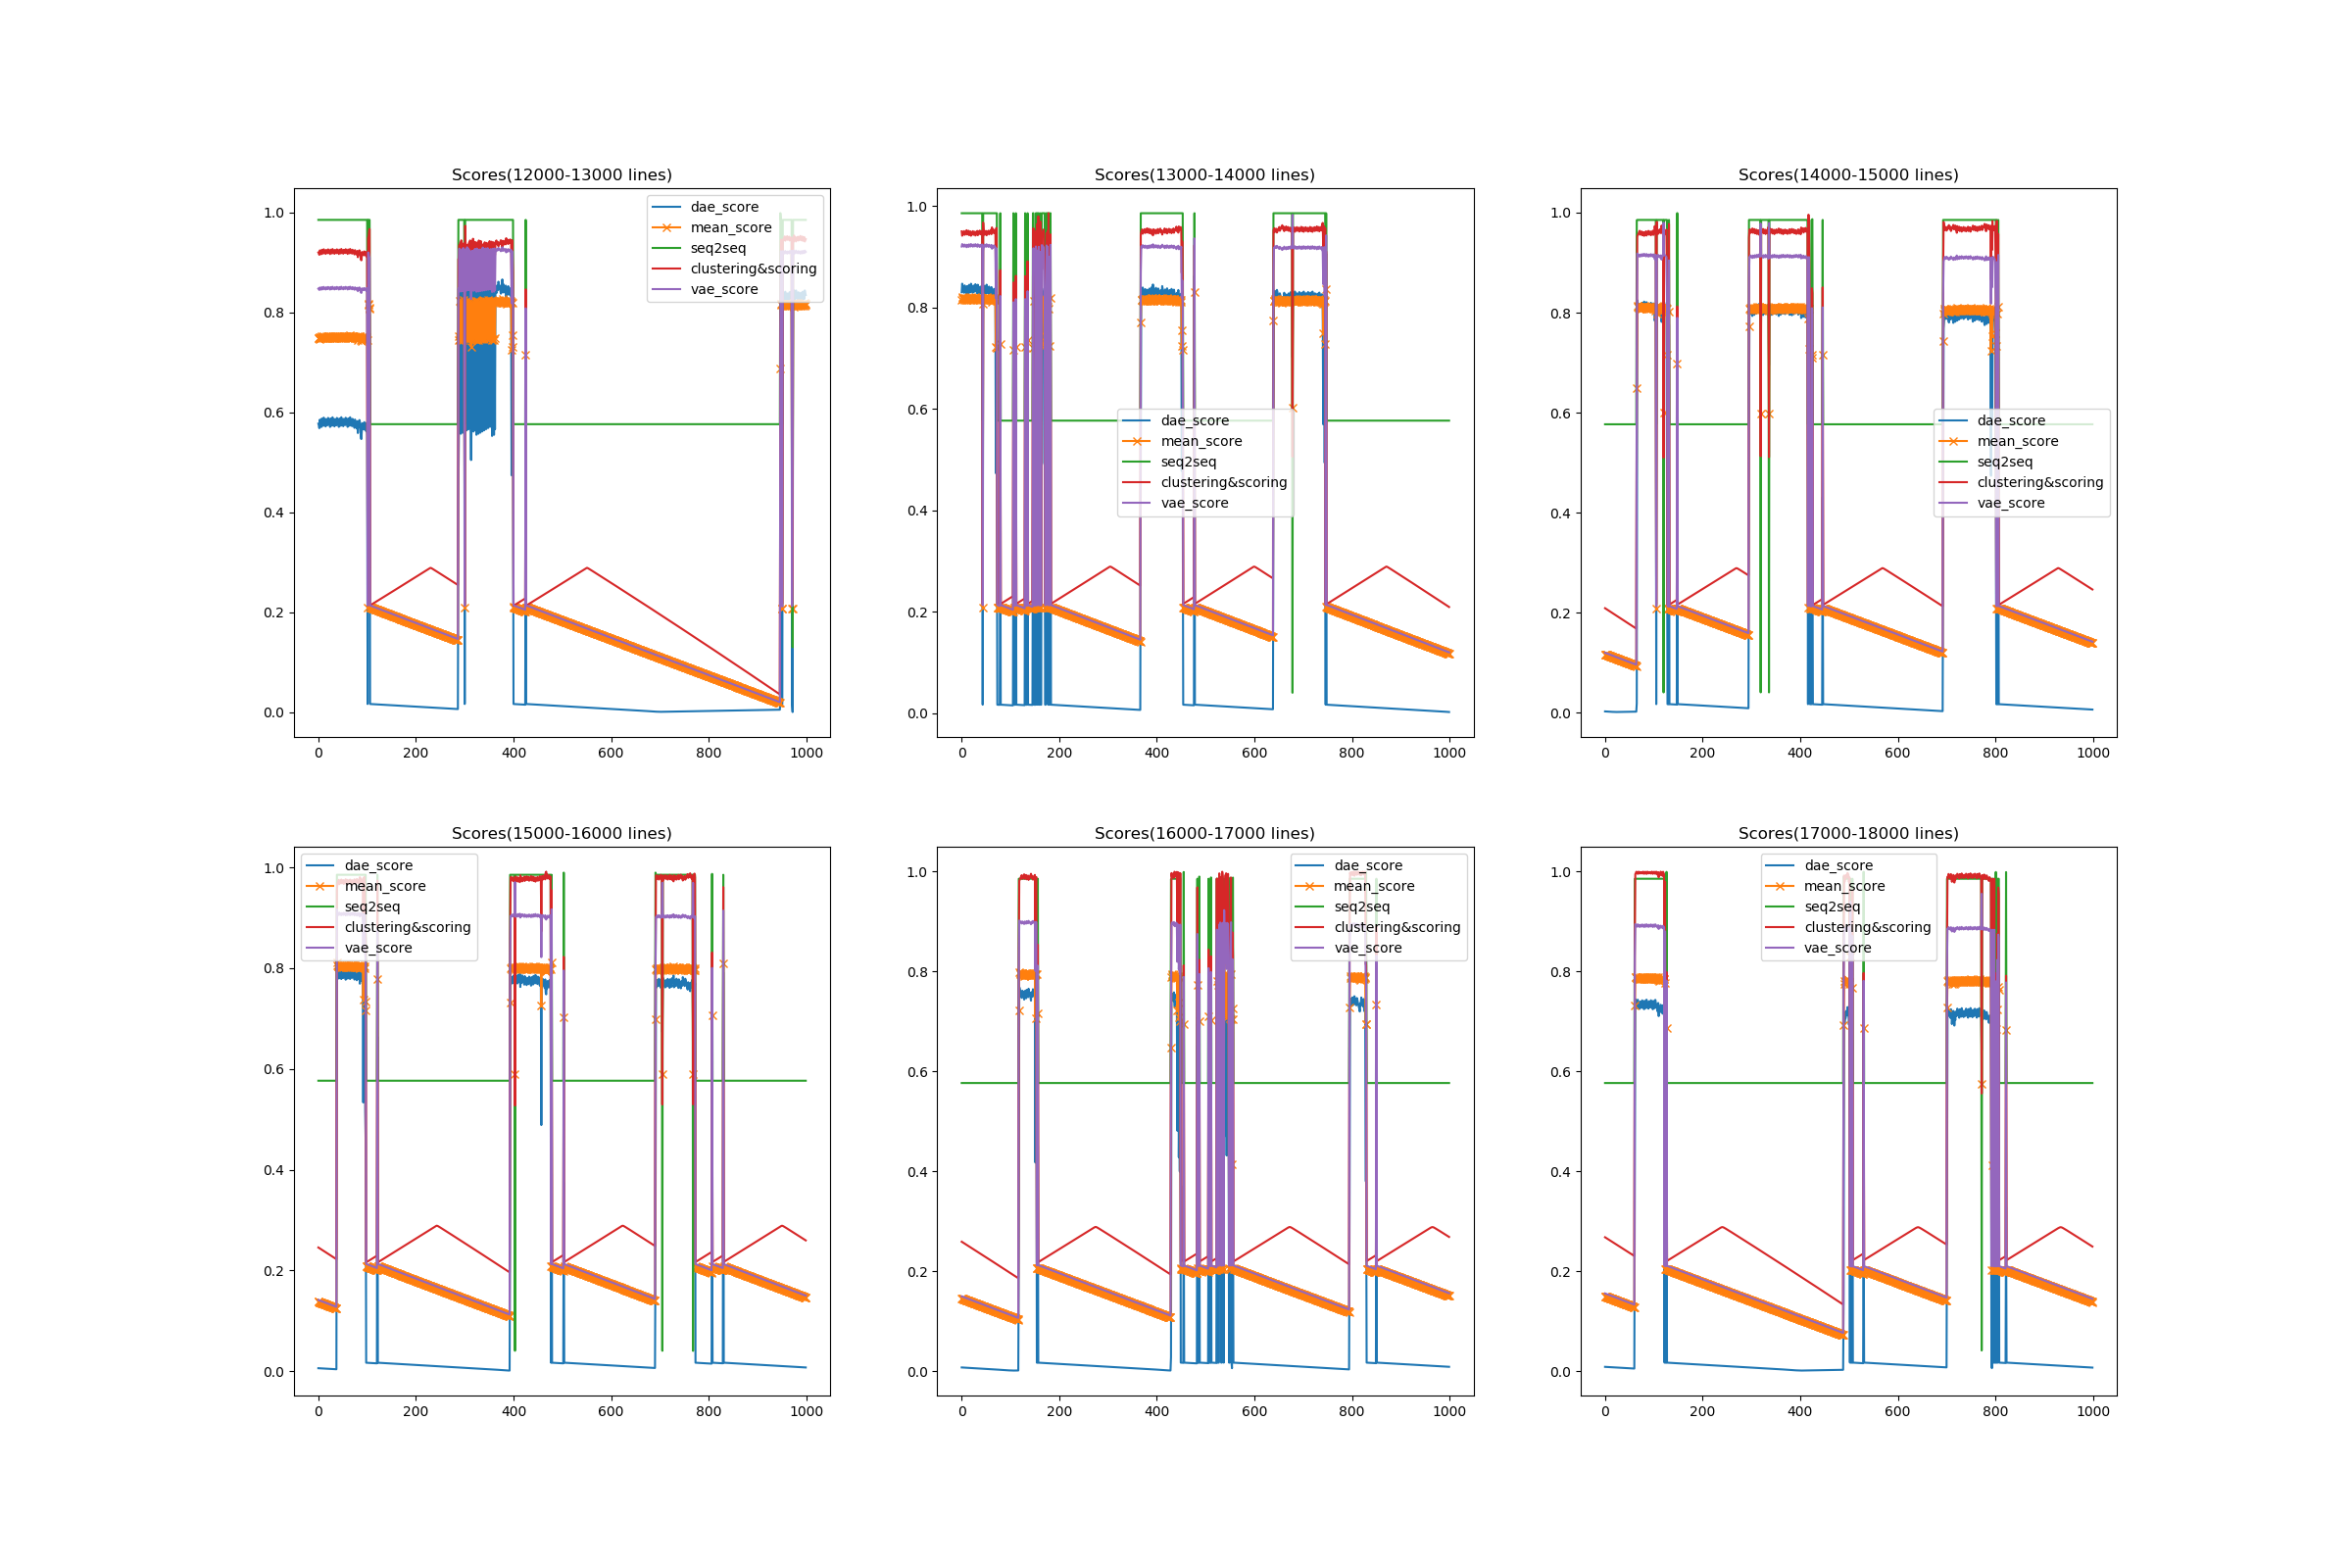 Scores(12000-13000 lines)
1.0
0.8
0.6
0.4
0.2
0.0
0 200 400 600 800 1000
dae_score
mean_score
seq2seq
clustering&scoring
vae_score
Scores(13000-14000 lines)
1.0
0.8
0.6
0.4
0.2
0.0
0 200 400 600 800 1000
dae_score
mean_score
seq2seq
clustering&scoring
vae_score
Scores(14000-15000 lines)
1.0
0.8
0.6
0.4
0.2
0.0
0 200 400 600 800 1000
dae_score
mean_score
seq2seq
clustering&scoring
vae_score
Scores(15000-16000 lines)
1.0
0.8
0.6
0.4
0.2
0.0
0 200 400 600 800 1000
dae_score
mean_score
seq2seq
clustering&scoring
vae_score
Scores(16000-17000 lines)
1.0
0.8
0.6
0.4
0.2
0.0
0 200 400 600 800 1000
dae_score
mean_score
seq2seq
clustering&scoring
vae_score
Scores(17000-18000 lines)
1.0
0.8
0.6
0.4
0.2
0.0
0 200 400 600 800 1000
dae_score
mean_score
seq2seq
clustering&scoring
vae_score